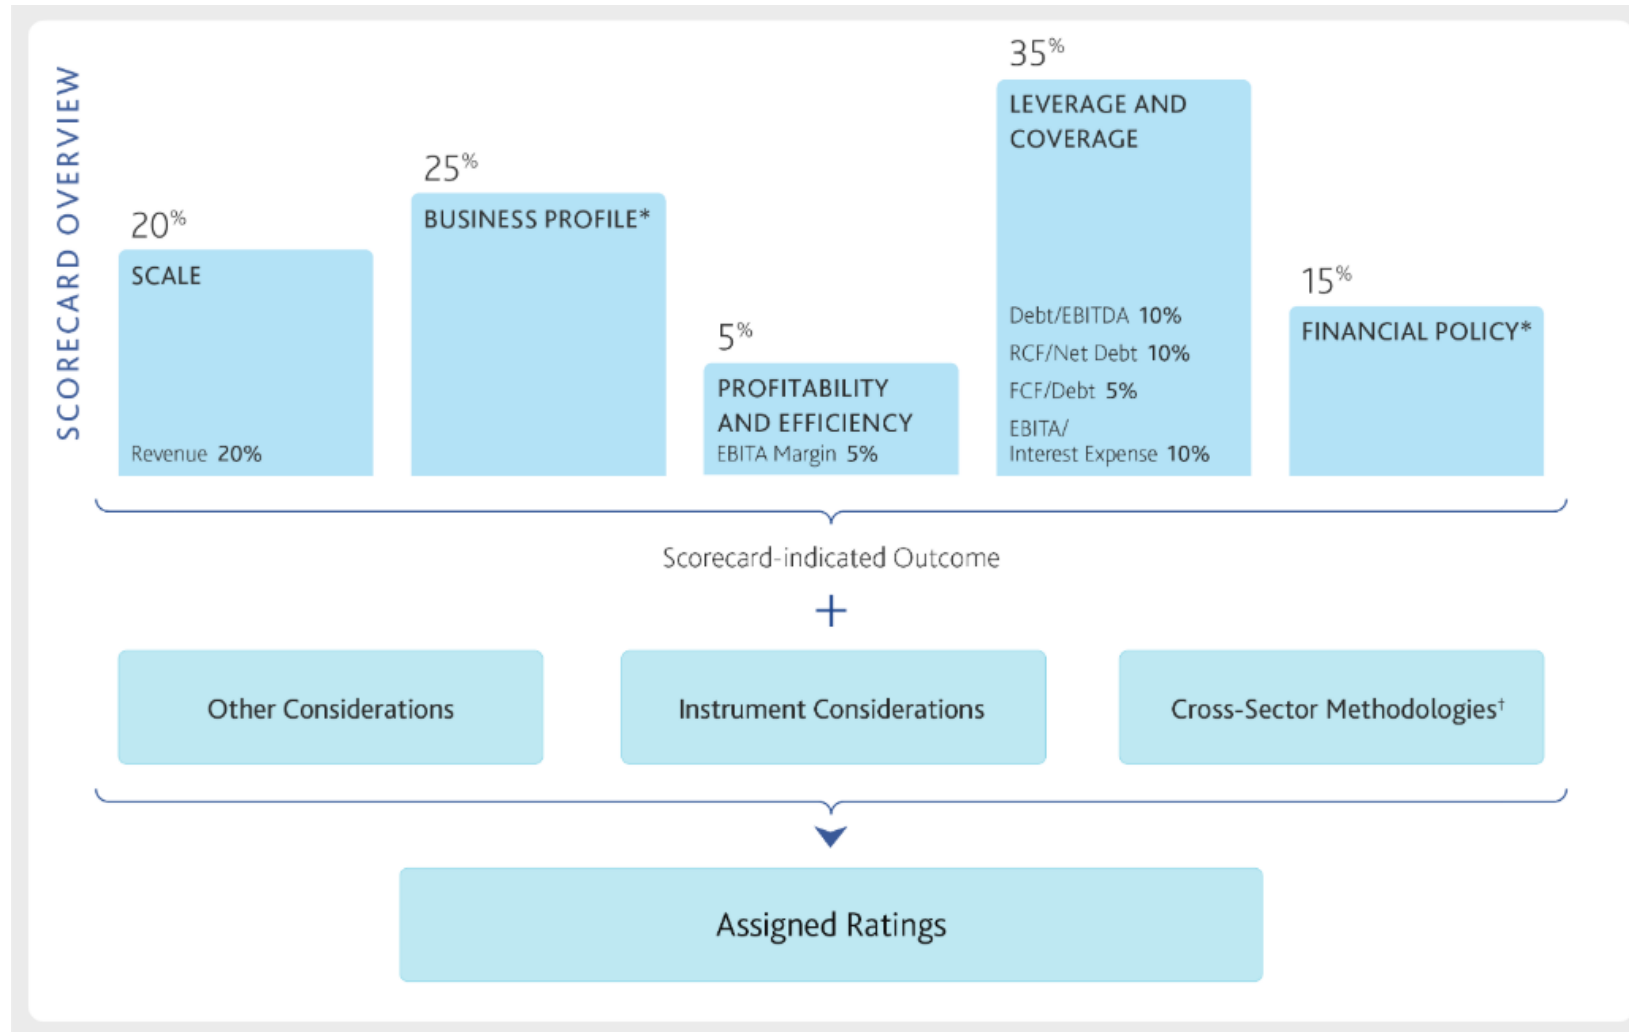 SCORECARD OVERVIEW
20%
SCALE
Revenue 20%
25%
BUSINESS PROFILE*
5%
PROFITABILITY
AND EFFICIENCY
EBITA Margin 5%
35%
LEVERAGE AND
COVERAGE
Debt/EBITDA 10%
RCF/Net Debt 10%
FCF/Debt 5%
EBITA/
Interest Expense 10%
15%
FINANCIAL POLICY*
Scorecard-indicated Outcome
+
Other Considerations
Instrument Considerations
Cross-Sector Methodologies†
Assigned Ratings